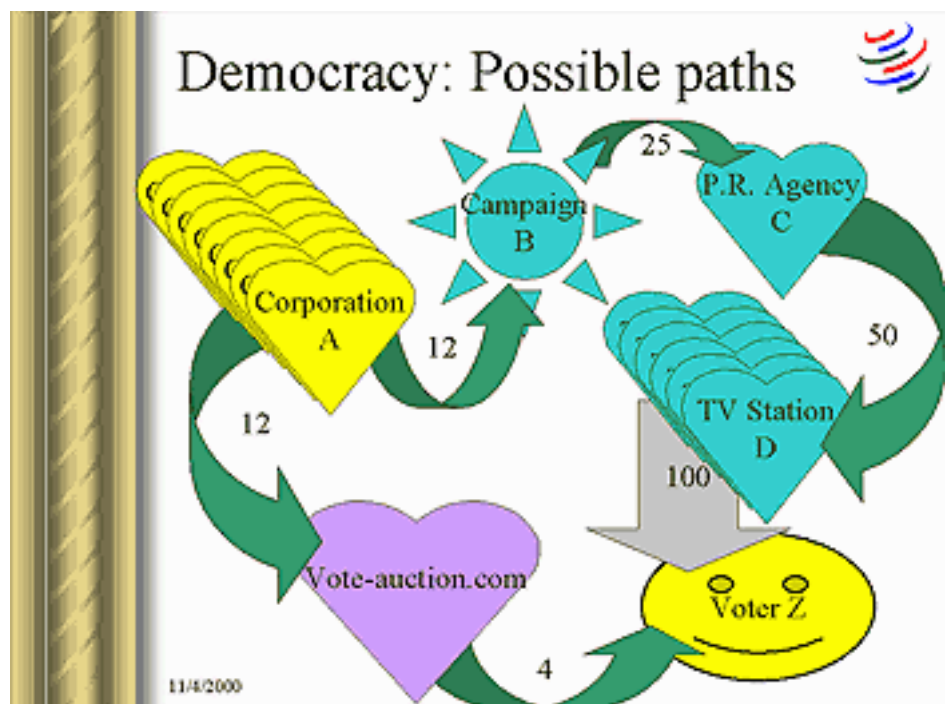 Democracy: Possible paths
25
P.R. Agency
C
Campaign
B
Corporation
A
12
50
12
TV Station
D
100
Vote-auction.com
Voter Z
4
11/4/2000